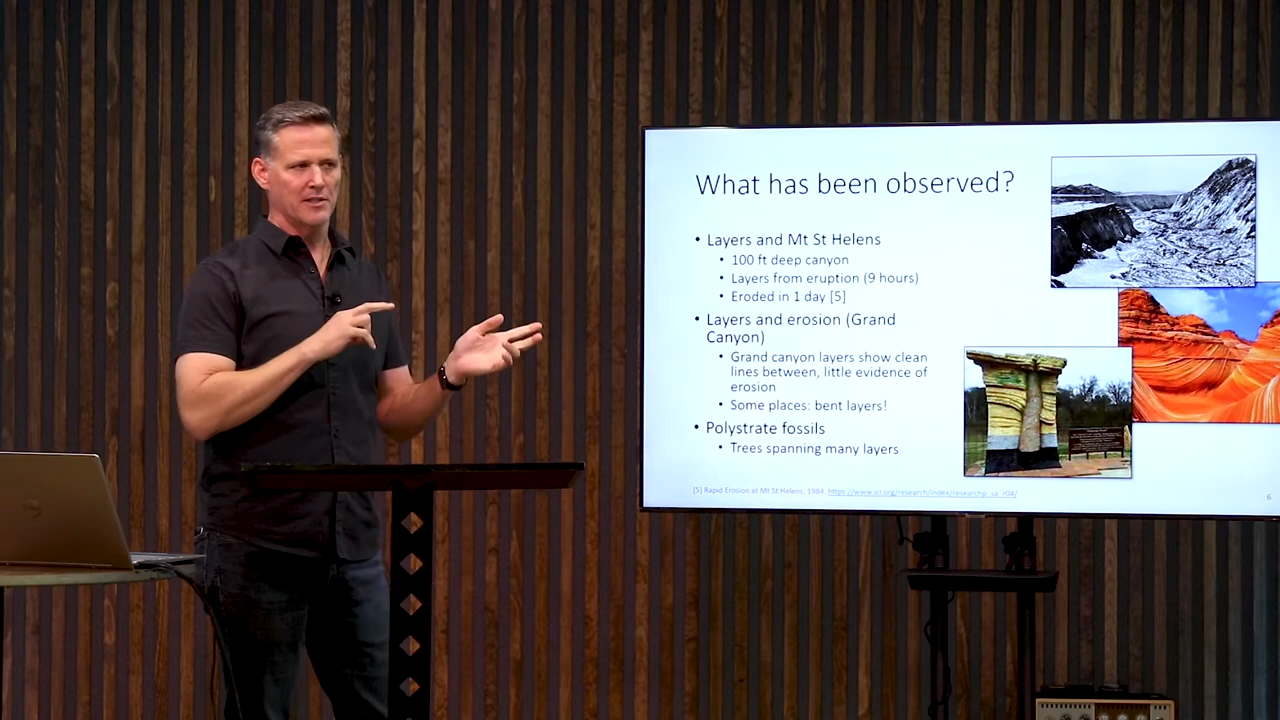 What has been observed?
• Layers and Mt St Helens
• 100 ft deep canyon
• Layers from eruption (9 hours)
• Eroded in 1 day [5]
• Layers and erosion (Grand
Canyon)
• Grand canyon layers show clean
lines between, little evidence of
erosion
• Some places: bent layers!
• Polystrate fossils
• Trees spanning many layers
[5] Rapid Erosion at Mt St Helens, 1984.
6